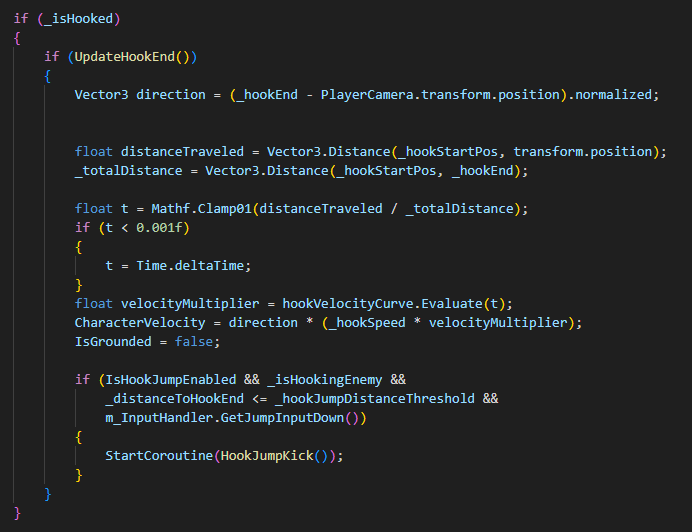 if (_isHooked)
{
if (UpdateHookEnd())
{
Vector3 direction = (_hookEnd - PlayerCamera.transform.position).normalized;
float distanceTraveled = Vector3.Distance(_hookStartPos, transform.position);
_totalDistance = Vector3.Distance(_hookStartPos, _hookEnd);
float t = Mathf.Clamp01(distanceTraveled / _totalDistance);
if (t < 0.001f)
{
t = Time.deltaTime;
}
float velocityMultiplier = hookVelocityCurve.Evaluate(t);
CharacterVelocity = direction * (_hookSpeed * velocityMultiplier);
IsGrounded = false;
if (IsHookJumpEnabled && _isHookingEnemy &&
_distanceToHookEnd <= _hookJumpDistanceThreshold &&
m_InputHandler.GetJumpInputDown())
{
StartCoroutine(HookJumpKick());
}
}
}